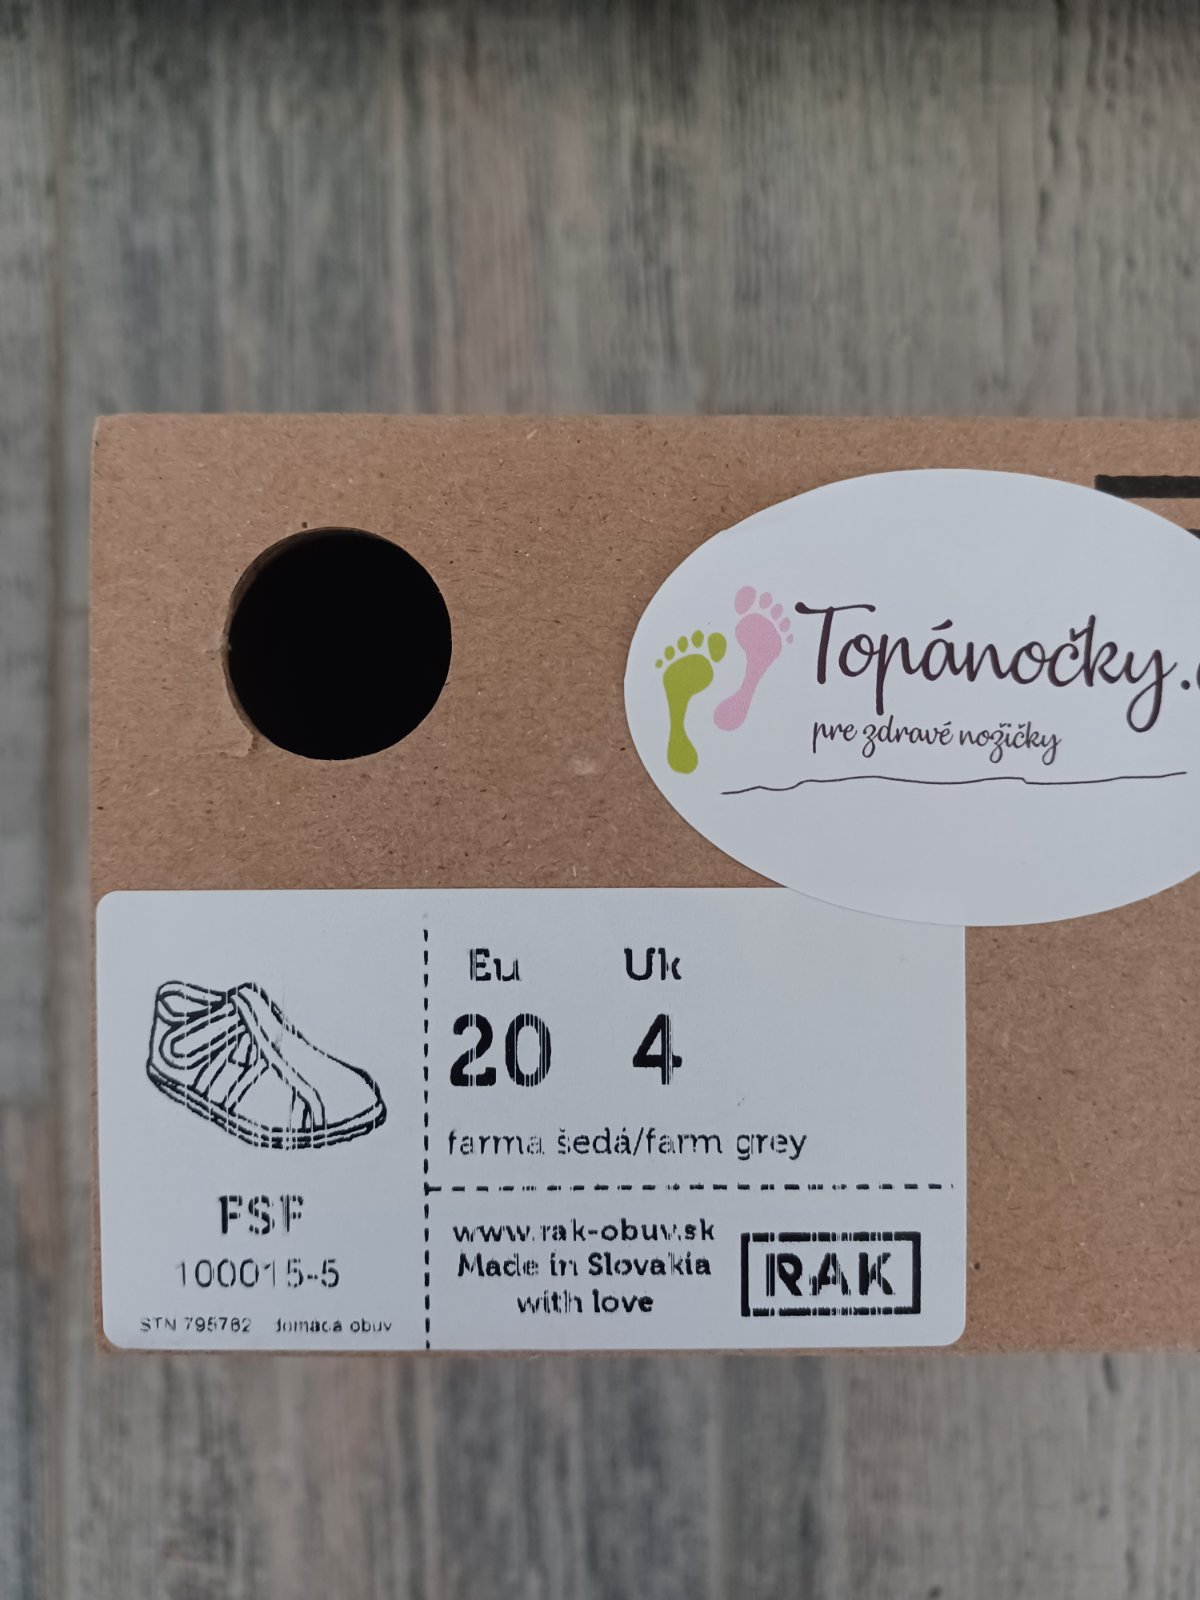 Topánočky.
pre zdravé nožičky
Eu Uk
20 4
farma šedá/farm grey
FSF
100015-5
STN 795762 domáca obuv
www.rak-obuv.sk
Made in Slovakia
with love
RAK